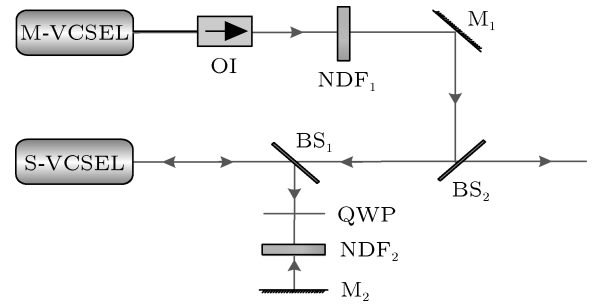 M-VCSEL
OI
NDF₁
M₁
S-VCSEL
BS₁
BS₂
QWP
NDF₂
M₂